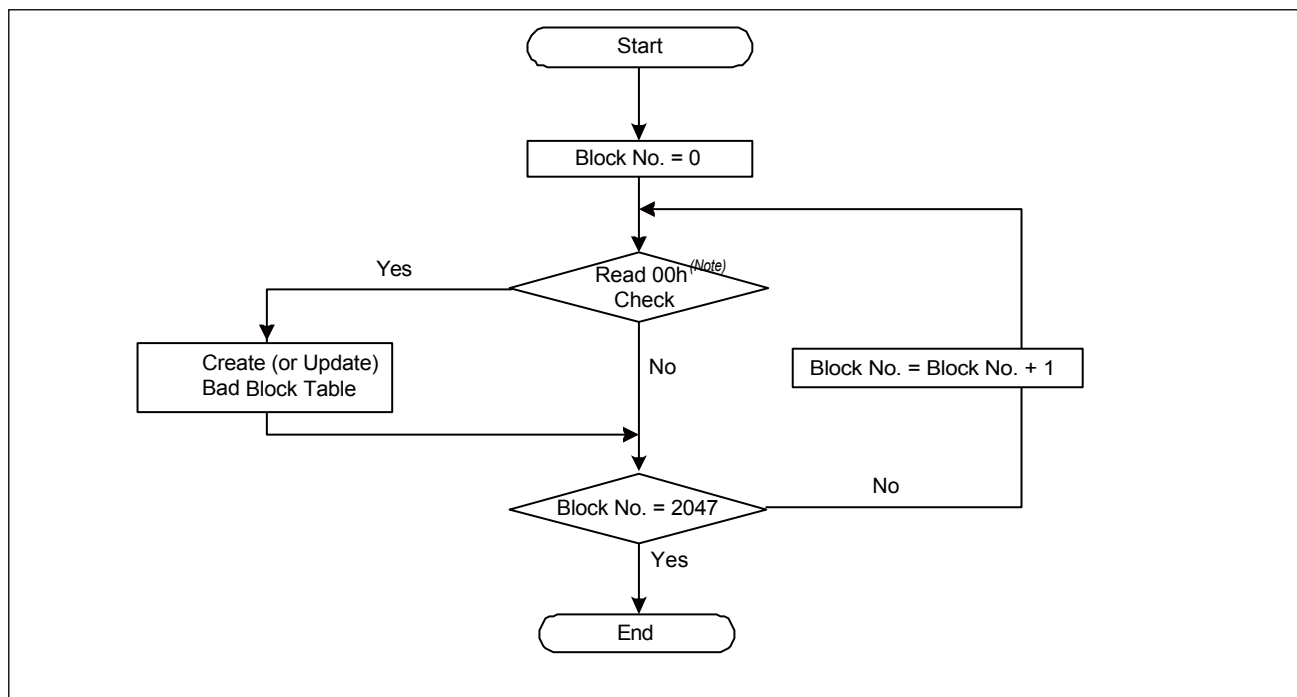 Start
Block No. = 0
Yes
Read 00h(Note)
Check
Create (or Update)
Bad Block Table
No
Block No. = Block No. + 1
Block No. = 2047
No
Yes
End